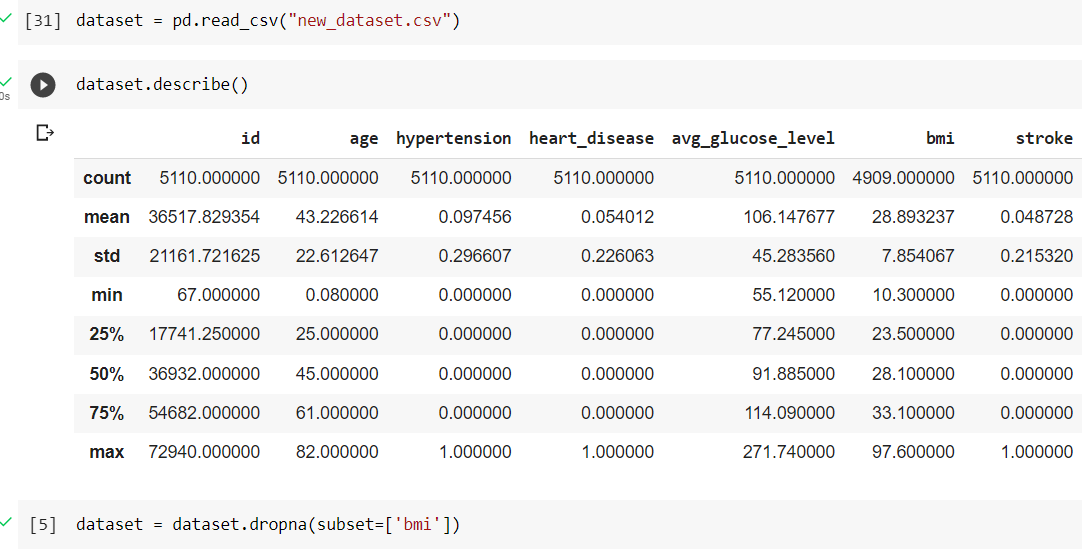 [31] dataset = pd.read_csv("new_dataset.csv")
dataset.describe()
0s
id age hypertension heart_disease avg_glucose_level bmi stroke
count 5110.000000 5110.000000 5110.000000 5110.000000 5110.000000 4909.000000 5110.000000
mean 36517.829354 43.226614 0.097456 0.054012 106.147677 28.893237 0.048728
std 21161.721625 22.612647 0.296607 0.226063 45.283560 7.854067 0.215320
min 67.000000 0.080000 0.000000 0.000000 55.120000 10.300000 0.000000
25% 17741.250000 25.000000 0.000000 0.000000 77.245000 23.500000 0.000000
50% 36932.000000 45.000000 0.000000 0.000000 91.885000 28.100000 0.000000
75% 54682.000000 61.000000 0.000000 0.000000 114.090000 33.100000 0.000000
max 72940.000000 82.000000 1.000000 1.000000 271.740000 97.600000 1.000000
[5] dataset = dataset.dropna(subset=['bmi'])